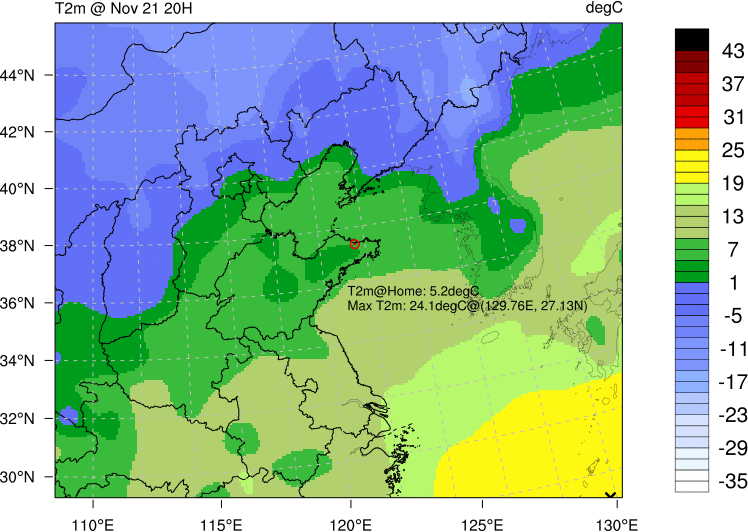 T2m @ Nov 21 20H
degC
44°N
42°N
40°N
38°N
36°N
34°N
32°N
30°N
110°E
115°E
120°E
125°E
130°E
T2m@Home: 5.2degC
Max T2m: 24.1degC@(129.76E, 27.13N)
43
37
31
25
19
13
7
1
-5
-11
-17
-23
-29
-35